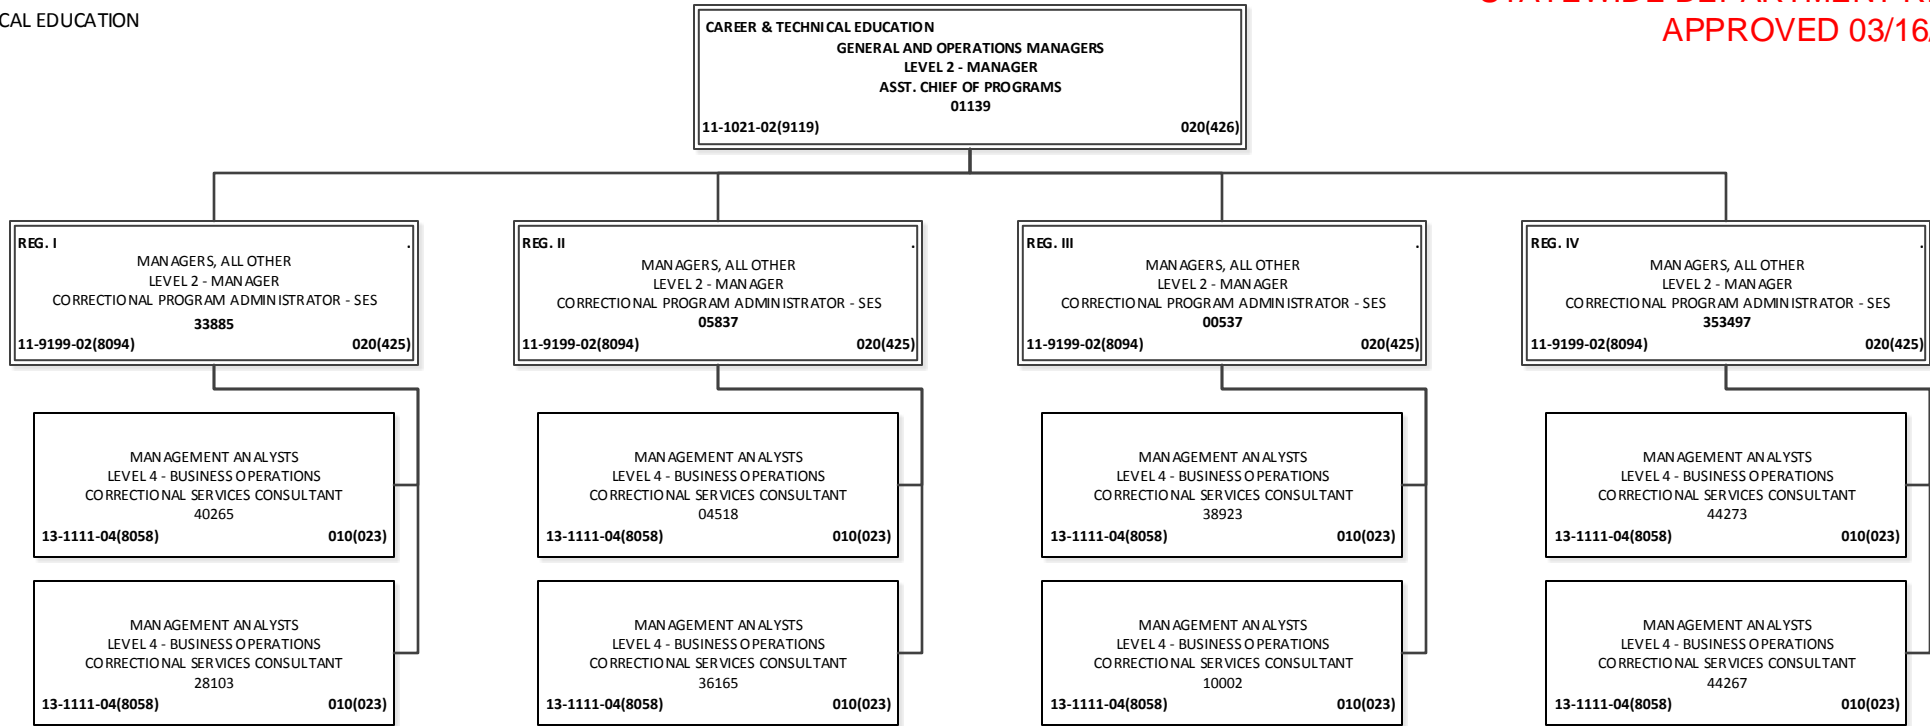 EDUCATION
APPROVED 03/16
CAREER & TECHNICAL EDUCATION
GENERAL AND OPERATIONS MANAGERS
LEVEL 2 - MANAGER
ASST. CHIEF OF PROGRAMS
01139
11-1021-02(9119) 020(426)
REG. I .
MANAGERS, ALL OTHER
LEVEL 2 - MANAGER
CORRECTIONAL PROGRAM ADMINISTRATOR - SES
33885
11-9199-02(8094) 020(425)
REG. II .
MANAGERS, ALL OTHER
LEVEL 2 - MANAGER
CORRECTIONAL PROGRAM ADMINISTRATOR - SES
05837
11-9199-02(8094) 020(425)
REG. III .
MANAGERS, ALL OTHER
LEVEL 2 - MANAGER
CORRECTIONAL PROGRAM ADMINISTRATOR - SES
00537
11-9199-02(8094) 020(425)
REG. IV .
MANAGERS, ALL OTHER
LEVEL 2 - MANAGER
CORRECTIONAL PROGRAM ADMINISTRATOR - SES
353497
11-9199-02(8094) 020(425)
MANAGEMENT ANALYSTS
LEVEL 4 - BUSINESS OPERATIONS
CORRECTIONAL SERVICES CONSULTANT
40265
13-1111-04(8058) 010(023)
MANAGEMENT ANALYSTS
LEVEL 4 - BUSINESS OPERATIONS
CORRECTIONAL SERVICES CONSULTANT
04518
13-1111-04(8058) 010(023)
MANAGEMENT ANALYSTS
LEVEL 4 - BUSINESS OPERATIONS
CORRECTIONAL SERVICES CONSULTANT
38923
13-1111-04(8058) 010(023)
MANAGEMENT ANALYSTS
LEVEL 4 - BUSINESS OPERATIONS
CORRECTIONAL SERVICES CONSULTANT
44273
13-1111-04(8058) 010(023)
MANAGEMENT ANALYSTS
LEVEL 4 - BUSINESS OPERATIONS
CORRECTIONAL SERVICES CONSULTANT
28103
13-1111-04(8058) 010(023)
MANAGEMENT ANALYSTS
LEVEL 4 - BUSINESS OPERATIONS
CORRECTIONAL SERVICES CONSULTANT
36165
13-1111-04(8058) 010(023)
MANAGEMENT ANALYSTS
LEVEL 4 - BUSINESS OPERATIONS
CORRECTIONAL SERVICES CONSULTANT
10002
13-1111-04(8058) 010(023)
MANAGEMENT ANALYSTS
LEVEL 4 - BUSINESS OPERATIONS
CORRECTIONAL SERVICES CONSULTANT
44267
13-1111-04(8058) 010(023)